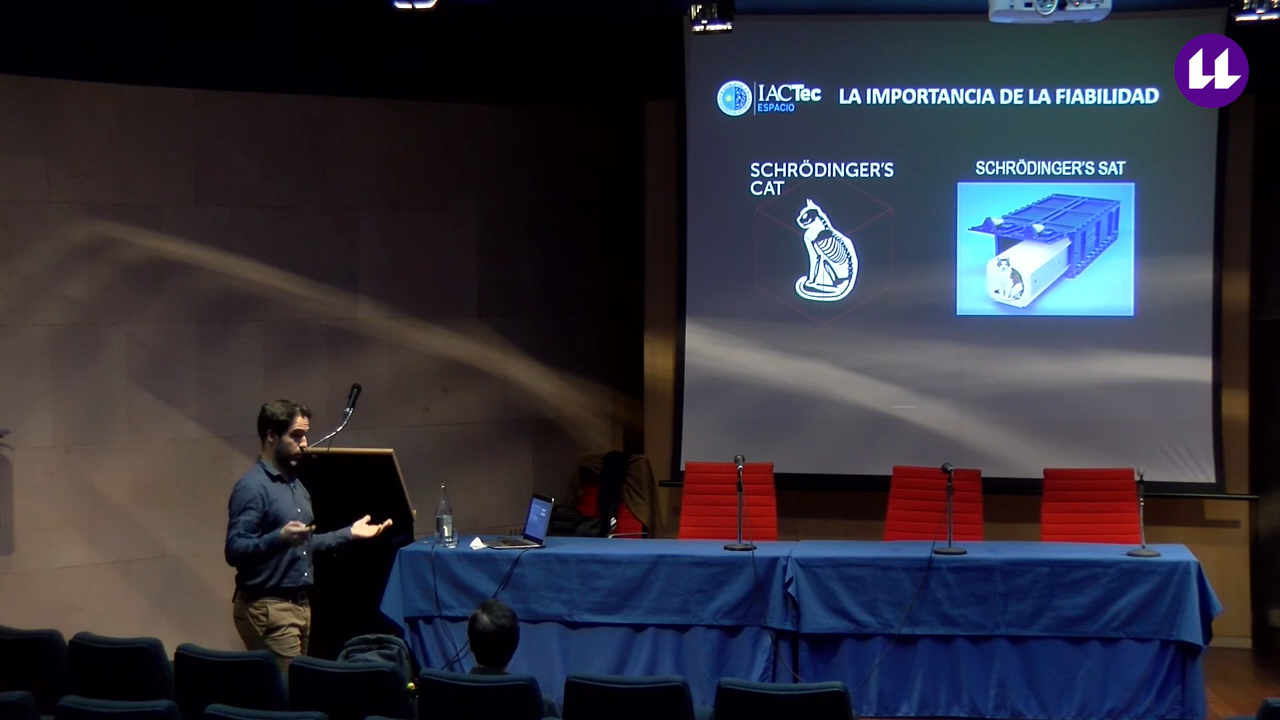 IACTec
ESPACIO
LA IMPORTANCIA DE LA FIABILIDAD
SCHRÖDINGER'S
CAT
SCHRÖDINGER'S SAT